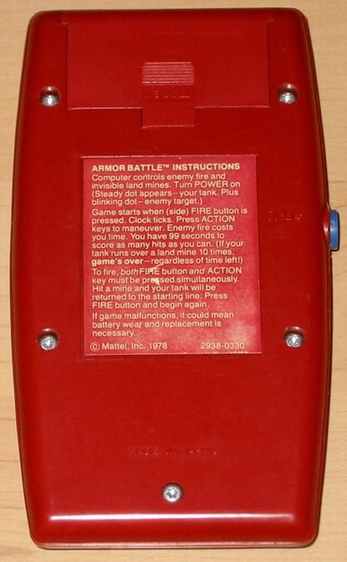 OPEN
ARMOR BATTLE™ INSTRUCTIONS
Computer controls enemy fire and
invisible land mines. Turn POWER on
(Steady dot appears – your tank. Plus
blinking dot – enemy target.)
Game starts when (side) FIRE button is
pressed. Clock ticks. Press ACTION
keys to maneuver. Enemy fire costs
you time. You have 99 seconds to
score as many hits as you can. (If your
tank runs over a land mine 10 times,
game's over – regardless of time left!)
To fire, both FIRE button and ACTION
key must be pressed simultaneously.
Hit a mine and your tank will be
returned to the starting line. Press
FIRE button and begin again.
If game malfunctions, it could mean
battery wear and replacement is
necessary.
© Mattel, Inc. 1978 2938-0330